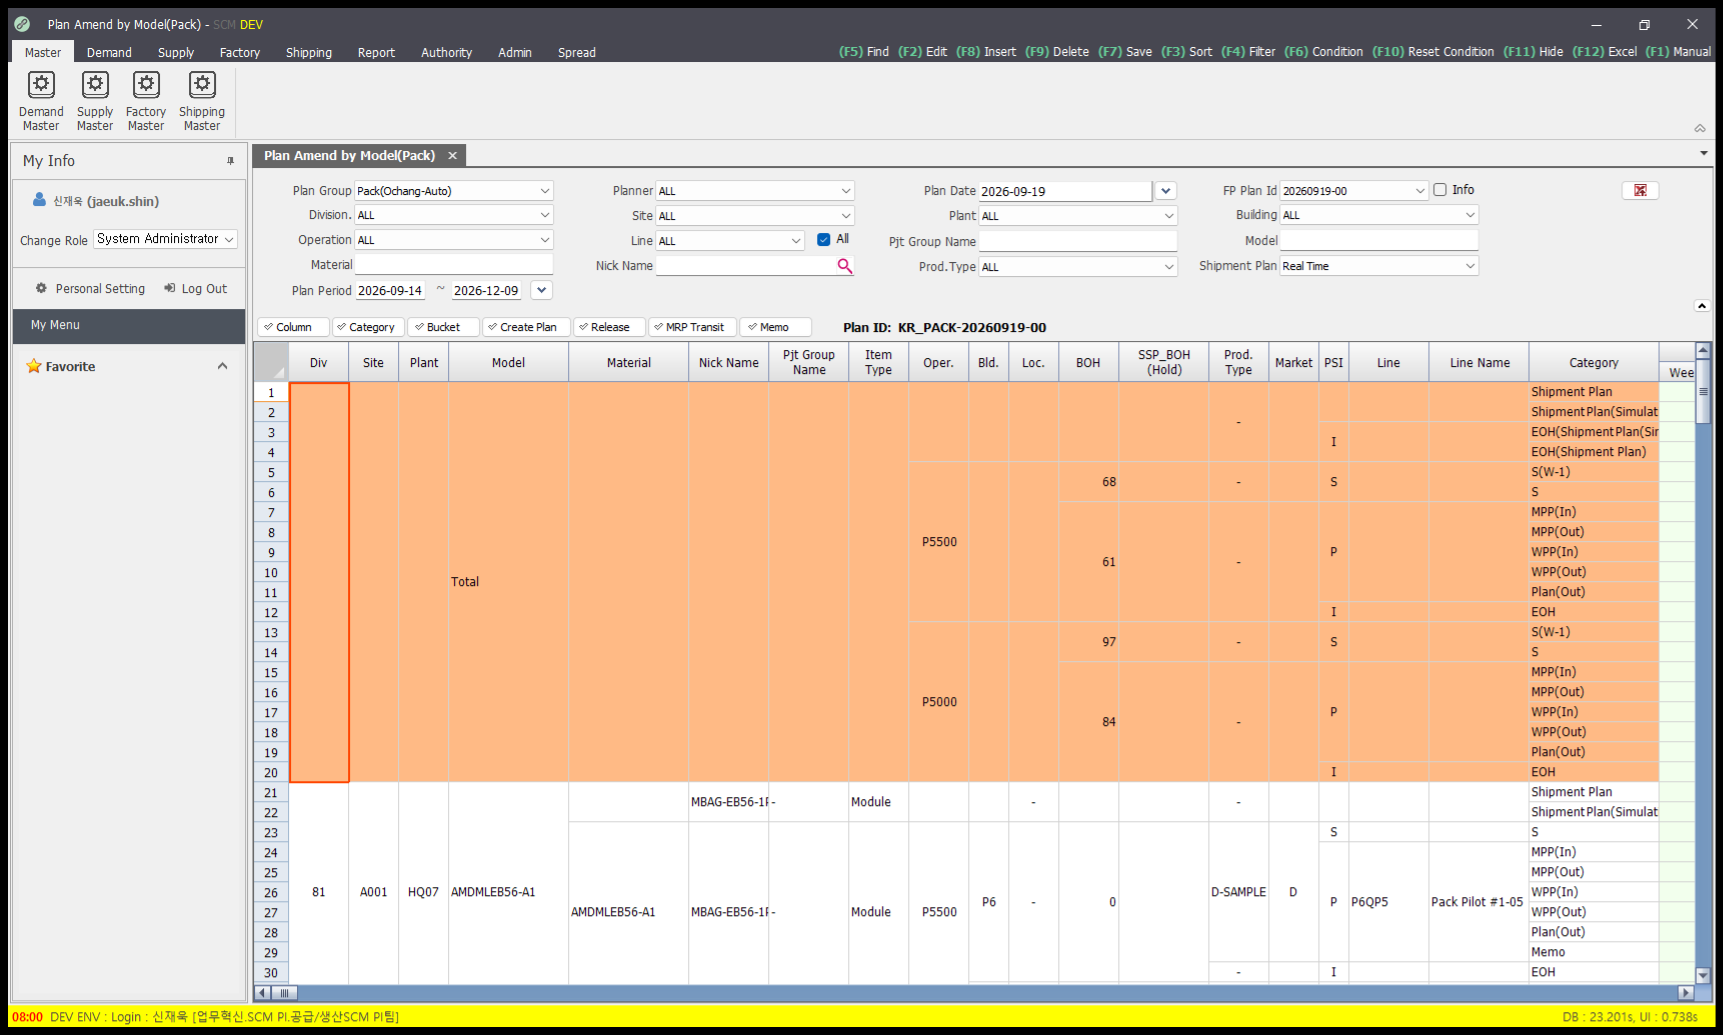 Plan Amend by Model(Pack) - SCM DEV
Master Demand Supply Factory Shipping Report Authority Admin Spread
(F5) Find (F2) Edit (F8) Insert (F9) Delete (F7) Save (F3) Sort (F4) Filter (F6) Condition (F10) Reset Condition (F11) Hide (F12) Excel (F1) Manual
Demand Master
Supply Master
Factory Master
Shipping Master
My Info
신재욱 (jaeuk.shin)
Change Role System Administrator
Personal Setting Log Out
My Menu
Favorite
Plan Amend by Model(Pack)
Plan Group Pack(Ochang-Auto) Planner ALL Plan Date 2026-09-19 FP Plan Id 20260919-00 Info
Division. ALL Site ALL Plant ALL Building ALL
Operation ALL Line ALL All Pjt Group Name Model
Material Nick Name Prod.Type ALL Shipment Plan Real Time
Plan Period 2026-09-14 ~ 2026-12-09
Column Category Bucket Create Plan Release MRP Transit Memo Plan ID: KR_PACK-20260919-00
Div Site Plant Model Material Nick Name Pjt Group Name Item Type Oper. Bld. Loc. BOH SSP_BOH (Hold) Prod. Type Market PSI Line Line Name Category Wee
1 Shipment Plan
2 ShipmentPlan(Simulat
-
3 EOH(ShipmentPlan(Sir
I
4 EOH(Shipment Plan)
5 S(W-1)
68 - S
6 S
7 MPP(In)
8 MPP(Out)
P5500
9 WPP(In)
P
61 -
10 WPP(Out)
Total
11 Plan(Out)
12 I EOH
13 S(W-1)
97 - S
14 S
15 MPP(In)
16 MPP(Out)
P5000
17 WPP(In)
P
84 -
18 WPP(Out)
19 Plan(Out)
20 I EOH
21 Shipment Plan
MBAG-EB56-1F - Module - -
22 ShipmentPlan(Simulat
23 S S
24 MPP(In)
25 MPP(Out)
26 81 A001 HQ07 AMDMLEB56-A1 D-SAMPLE D WPP(In)
P6 - 0 P P6QP5 Pack Pilot #1-05
27 AMDMLEB56-A1 MBAG-EB56-1F - Module P5500 WPP(Out)
28 Plan(Out)
29 Memo
30 - I EOH
08:00 DEV ENV : Login : 신재욱 [업무혁신.SCM PI.공급/생산SCM PI팀] DB : 23.201s, UI : 0.738s